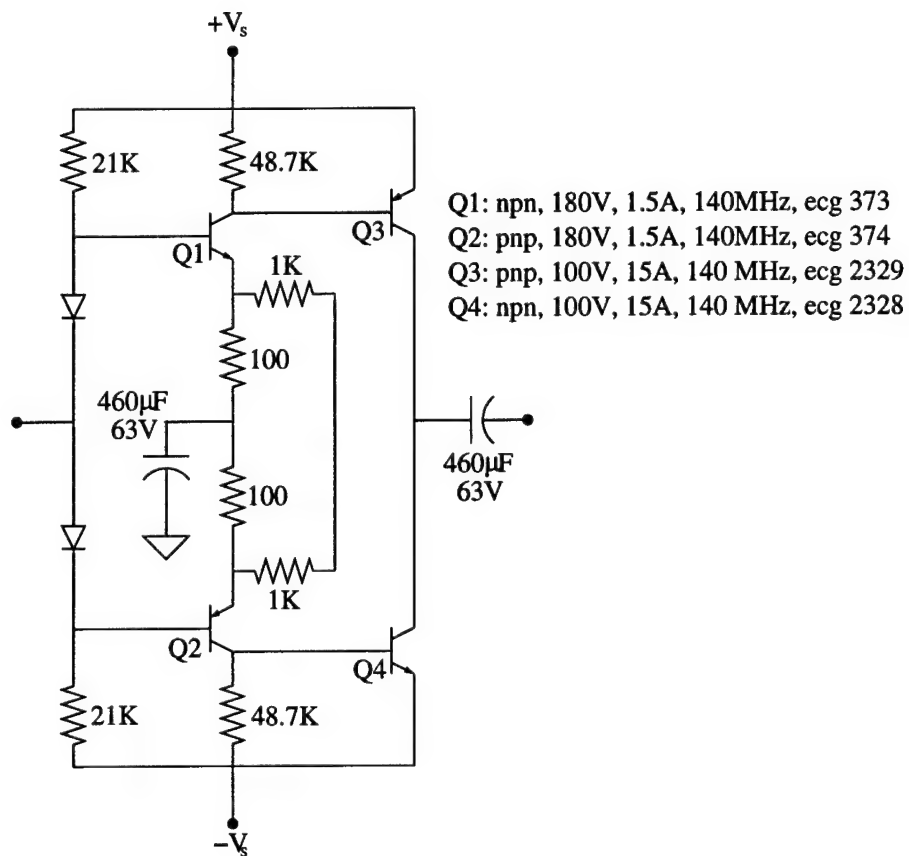 +Vs
21K
48.7K
Q1
Q3
Q1: npn, 180V, 1.5A, 140MHz, ecg 373
Q2: pnp, 180V, 1.5A, 140MHz, ecg 374
Q3: pnp, 100V, 15A, 140 MHz, ecg 2329
Q4: npn, 100V, 15A, 140 MHz, ecg 2328
1K
100
460μF
63V
460μF
63V
100
1K
Q2
Q4
21K
48.7K
−Vs